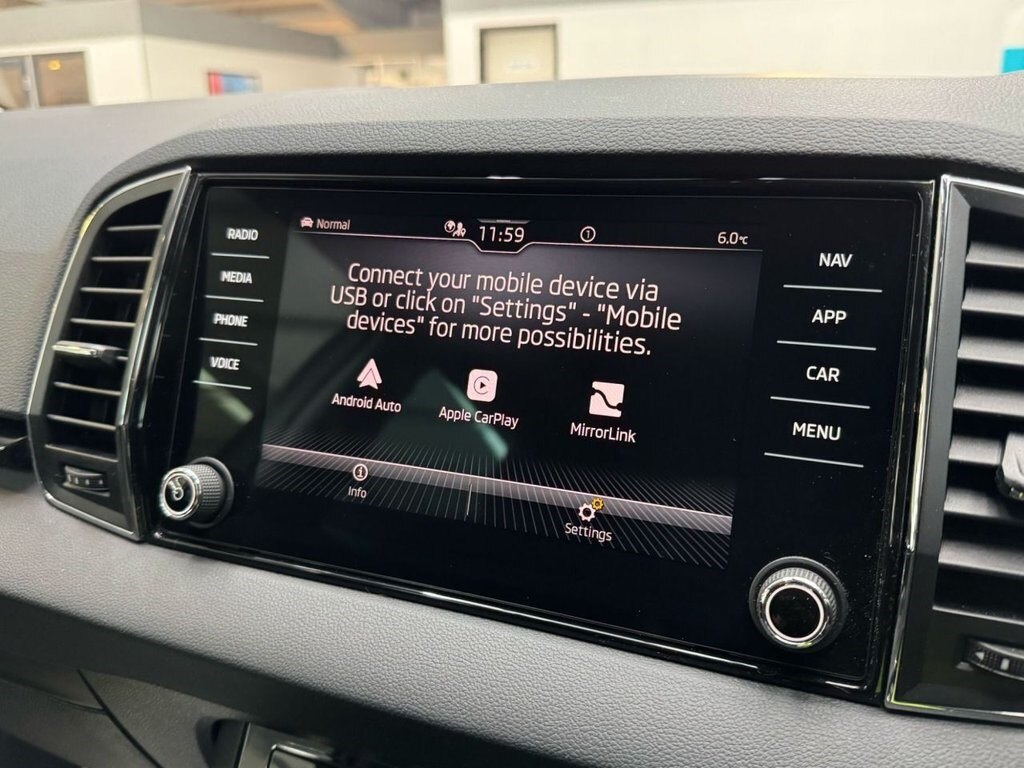 Normal
11:59
1
6.0°C
RADIO
MEDIA
PHONE
VOICE
Connect your mobile device via
USB or click on "Settings" - "Mobile
devices" for more possibilities.
Android Auto
Apple CarPlay
MirrorLink
i
Info
Settings
NAV
APP
CAR
MENU